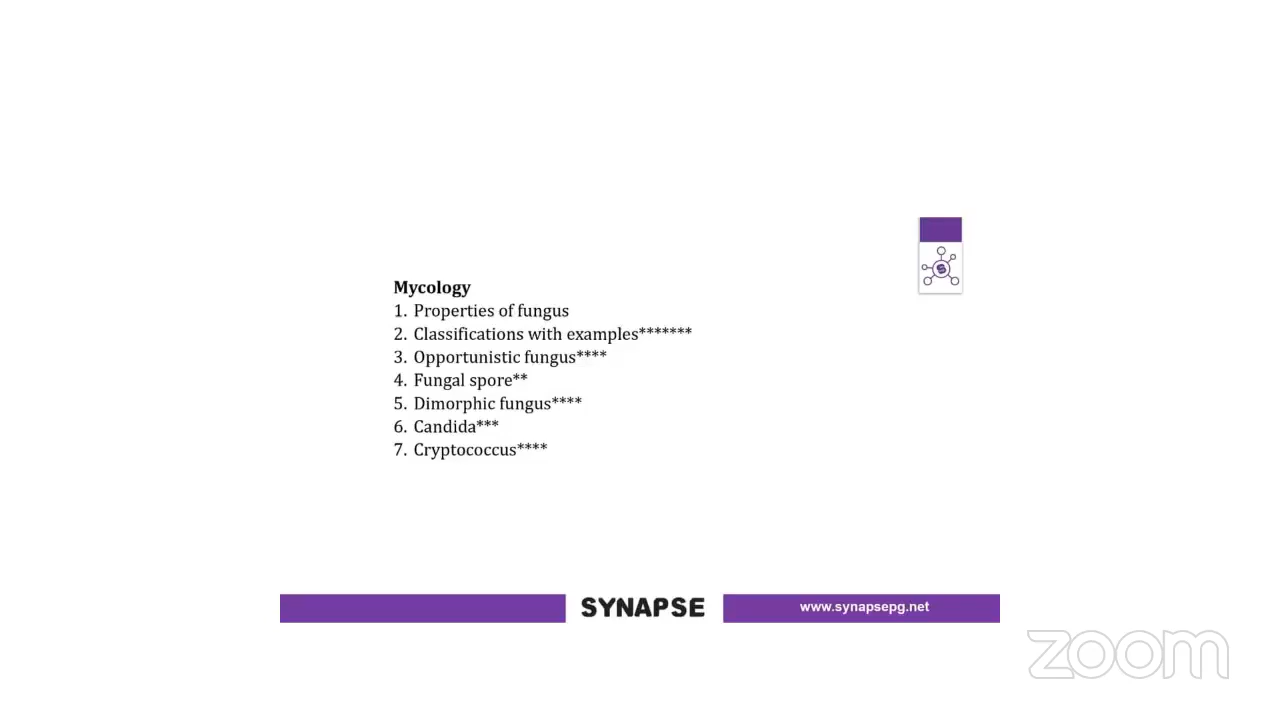 Mycology
1. Properties of fungus
2. Classifications with examples*******
3. Opportunistic fungus****
4. Fungal spore**
5. Dimorphic fungus****
6. Candida***
7. Cryptococcus****
SYNAPSE
www.synapsepg.net
zoom